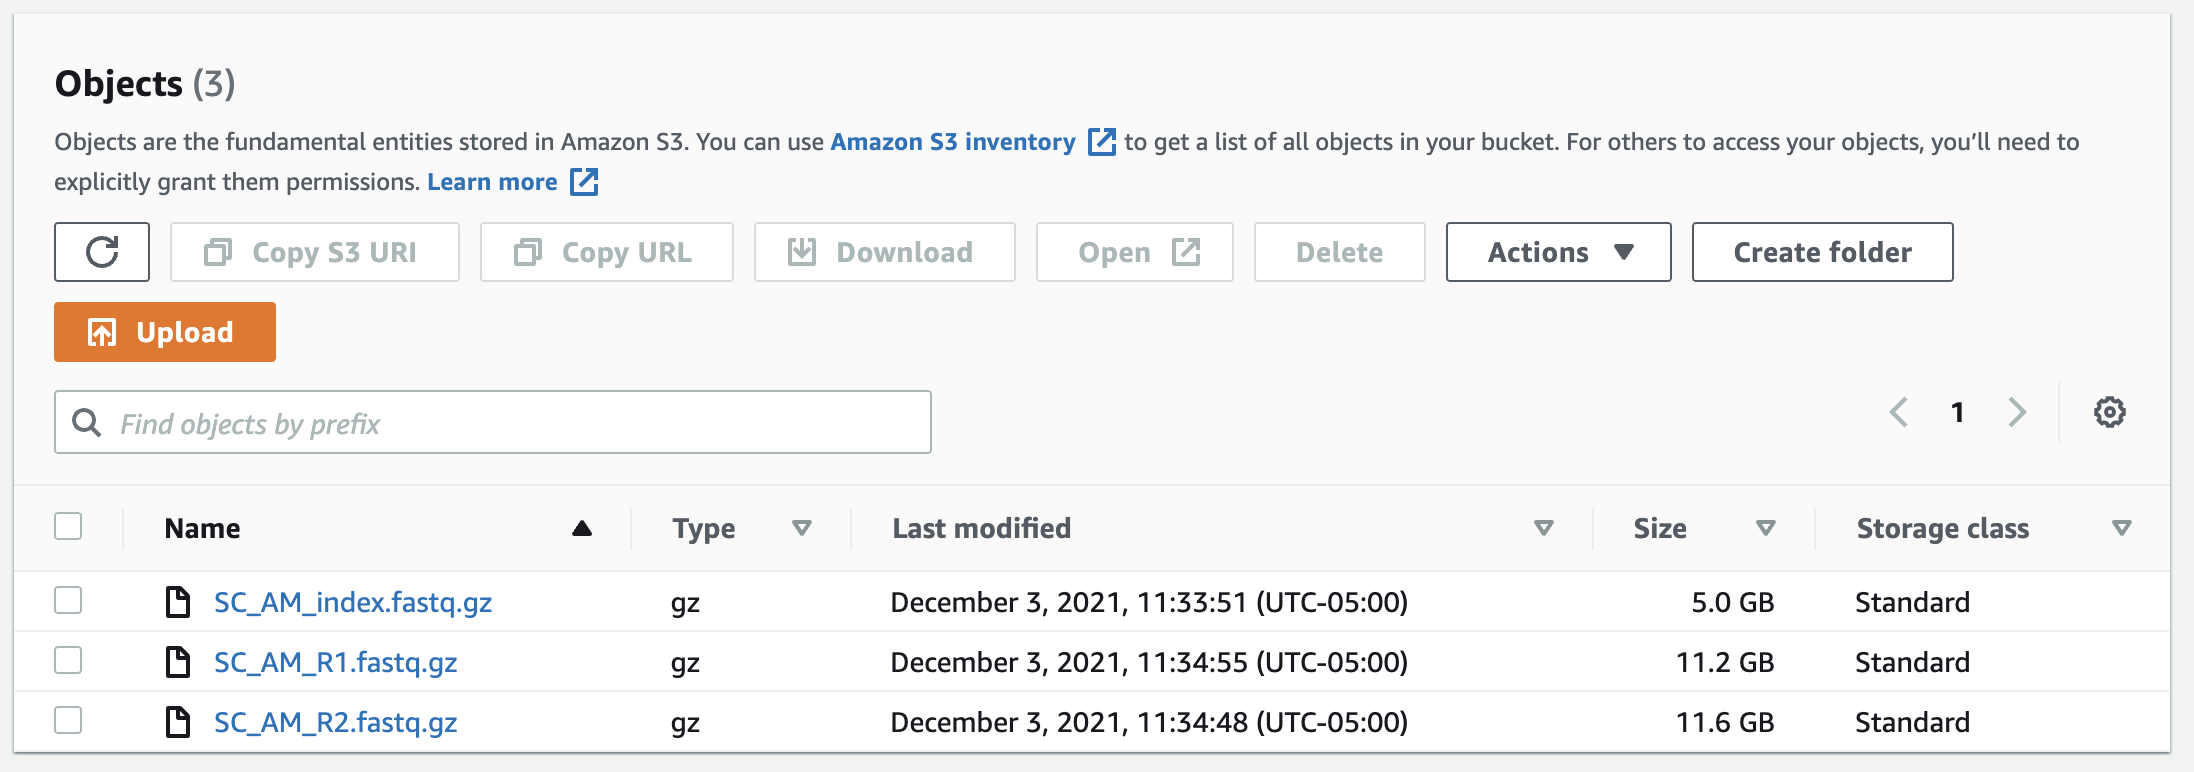 Objects (3)
Objects are the fundamental entities stored in Amazon S3. You can use Amazon S3 inventory to get a list of all objects in your bucket. For others to access your objects, you’ll need to
explicitly grant them permissions. Learn more
Copy S3 URI Copy URL Download Open Delete Actions Create folder
Upload
Find objects by prefix 1
Name Type Last modified Size Storage class
SC_AM_index.fastq.gz gz December 3, 2021, 11:33:51 (UTC-05:00) 5.0 GB Standard
SC_AM_R1.fastq.gz gz December 3, 2021, 11:34:55 (UTC-05:00) 11.2 GB Standard
SC_AM_R2.fastq.gz gz December 3, 2021, 11:34:48 (UTC-05:00) 11.6 GB Standard